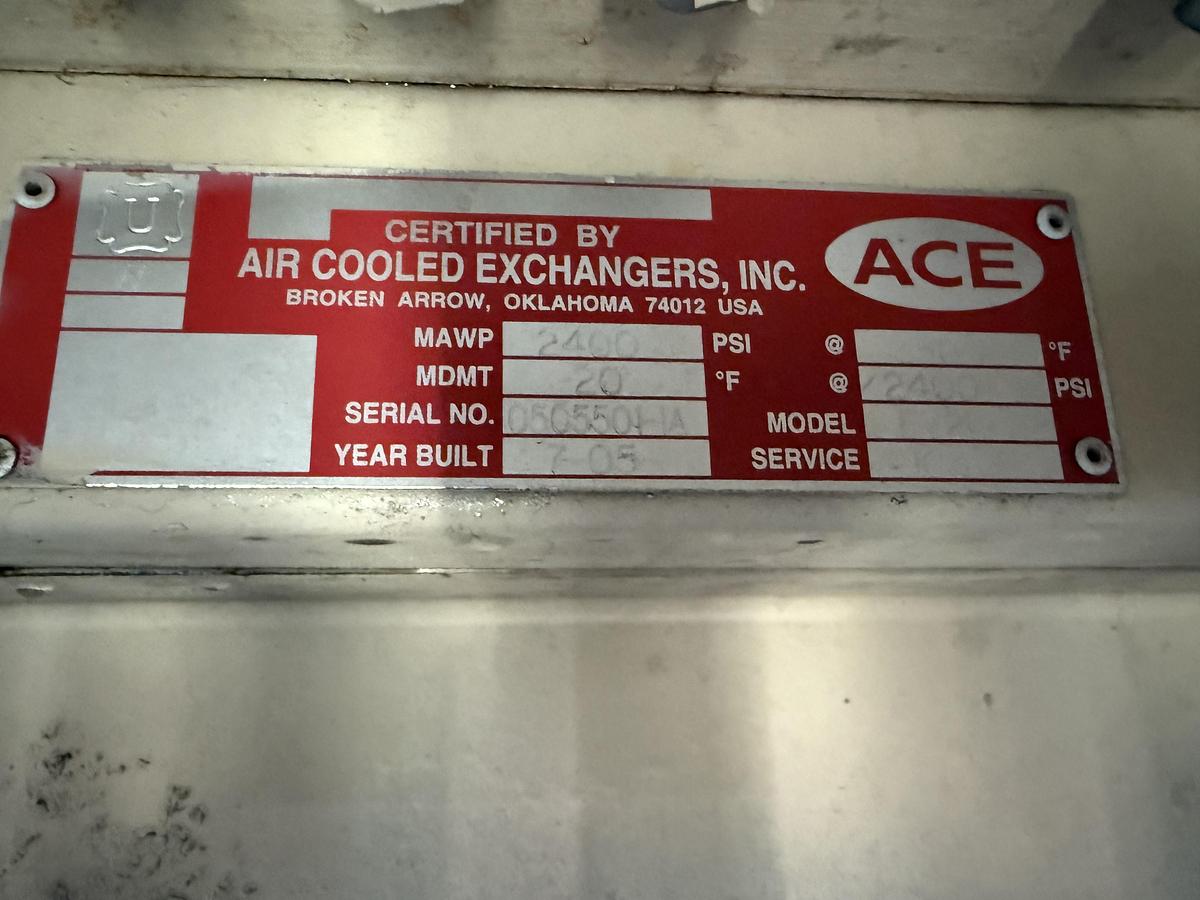 U
CERTIFIED BY
AIR COOLED EXCHANGERS, INC.
BROKEN ARROW, OKLAHOMA 74012 USA
ACE
MAWP 2400 PSI @ °F
MDMT 20 °F @ 2400 PSI
SERIAL NO. MODEL
YEAR BUILT 7-05 SERVICE